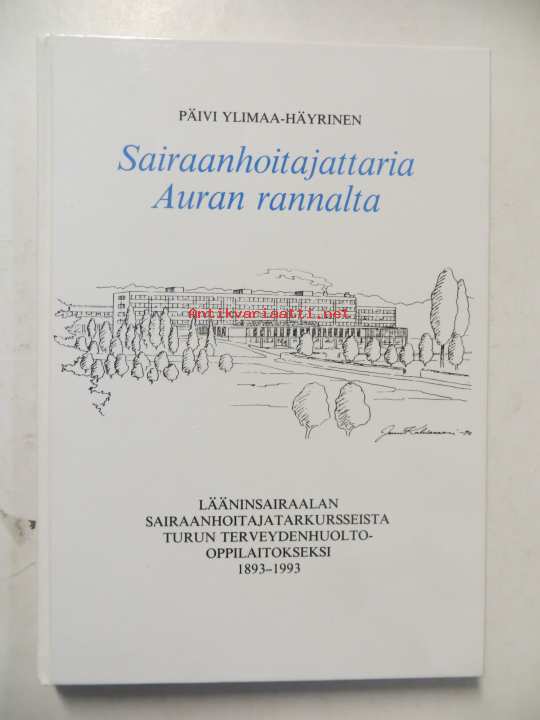 PÄIVI YLIMAA-HÄYRINEN
Sairaanhoitajattaria
Auran rannalta
Antikvariaatti.net
LÄÄNINSAIRAALAN
SAIRAANHOITAJATARKURSSEISTA
TURUN TERVEYDENHUOLTO-
OPPILAITOKSEKSI
1893–1993